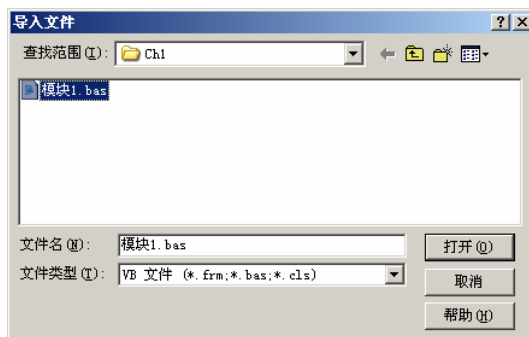 导入文件
查找范围(I): Ch1
模块1.bas
文件名(N): 模块1.bas 打开(O)
文件类型(T): VB 文件 (*.frm;*.bas;*.cls) 取消
帮助(H)